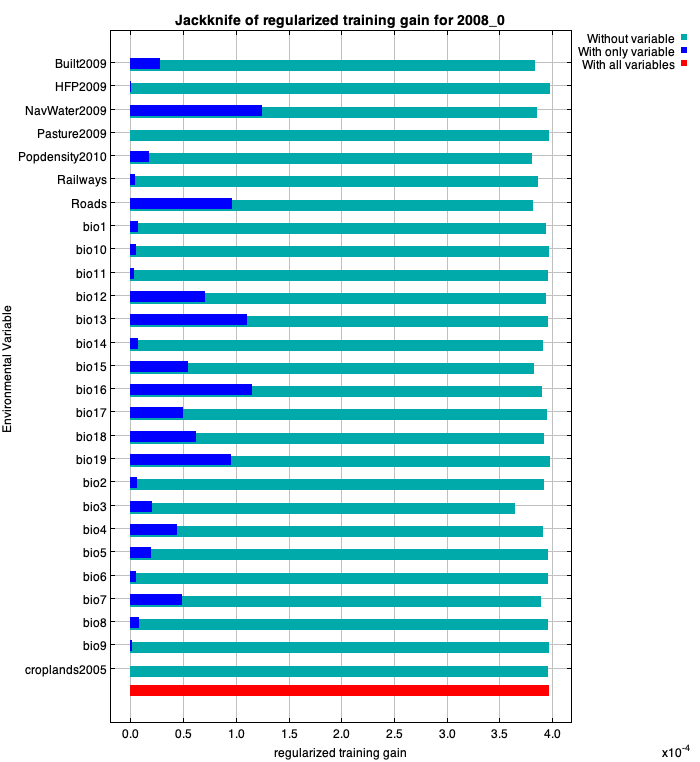 Jackknife of regularized training gain for 2008_0
Without variable
With only variable
With all variables
Environmental Variable
Built2009
HFP2009
NavWater2009
Pasture2009
Popdensity2010
Railways
Roads
bio1
bio10
bio11
bio12
bio13
bio14
bio15
bio16
bio17
bio18
bio19
bio2
bio3
bio4
bio5
bio6
bio7
bio8
bio9
croplands2005
0.0 0.5 1.0 1.5 2.0 2.5 3.0 3.5 4.0
regularized training gain
x10⁻⁴